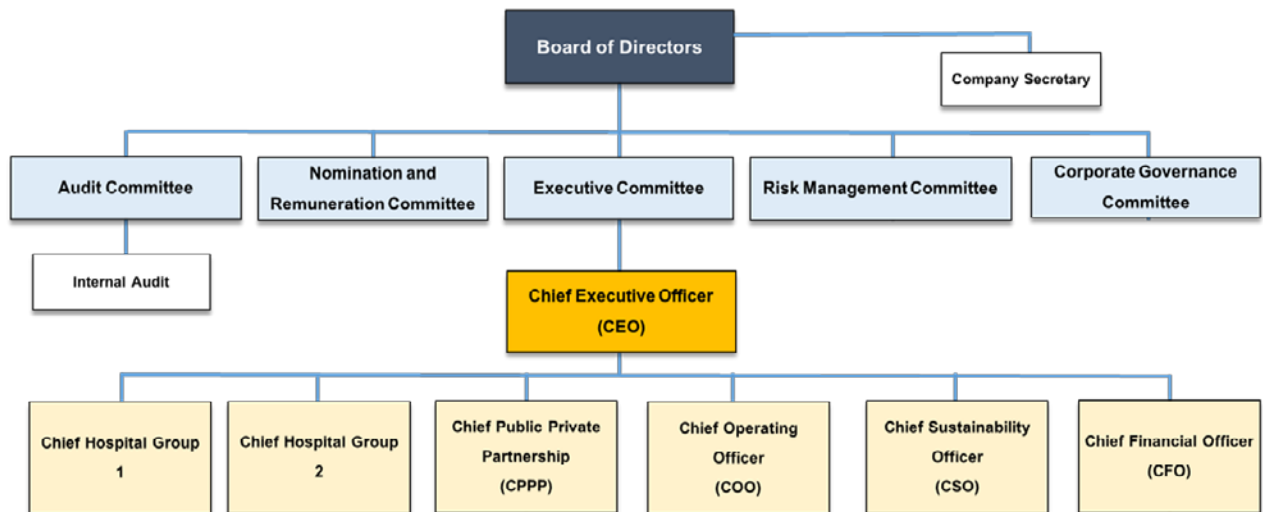 Board of Directors
Company Secretary
Audit Committee
Nomination and
Remuneration Committee
Executive Committee
Risk Management Committee
Corporate Governance
Committee
Internal Audit
Chief Executive Officer
(CEO)
Chief Hospital Group
1
Chief Hospital Group
2
Chief Public Private
Partnership
(CPPP)
Chief Operating
Officer
(COO)
Chief Sustainability
Officer
(CSO)
Chief Financial Officer
(CFO)